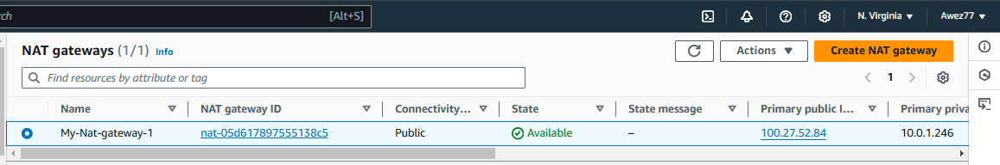 rch [Alt+S] N. Virginia Awez77
NAT gateways (1/1) Info Actions Create NAT gateway
Find resources by attribute or tag 1
Name NAT gateway ID Connectivity... State State message Primary public I... Primary priva
My-Nat-gateway-1 nat-05d617897555138c5 Public Available – 100.27.52.84 10.0.1.246